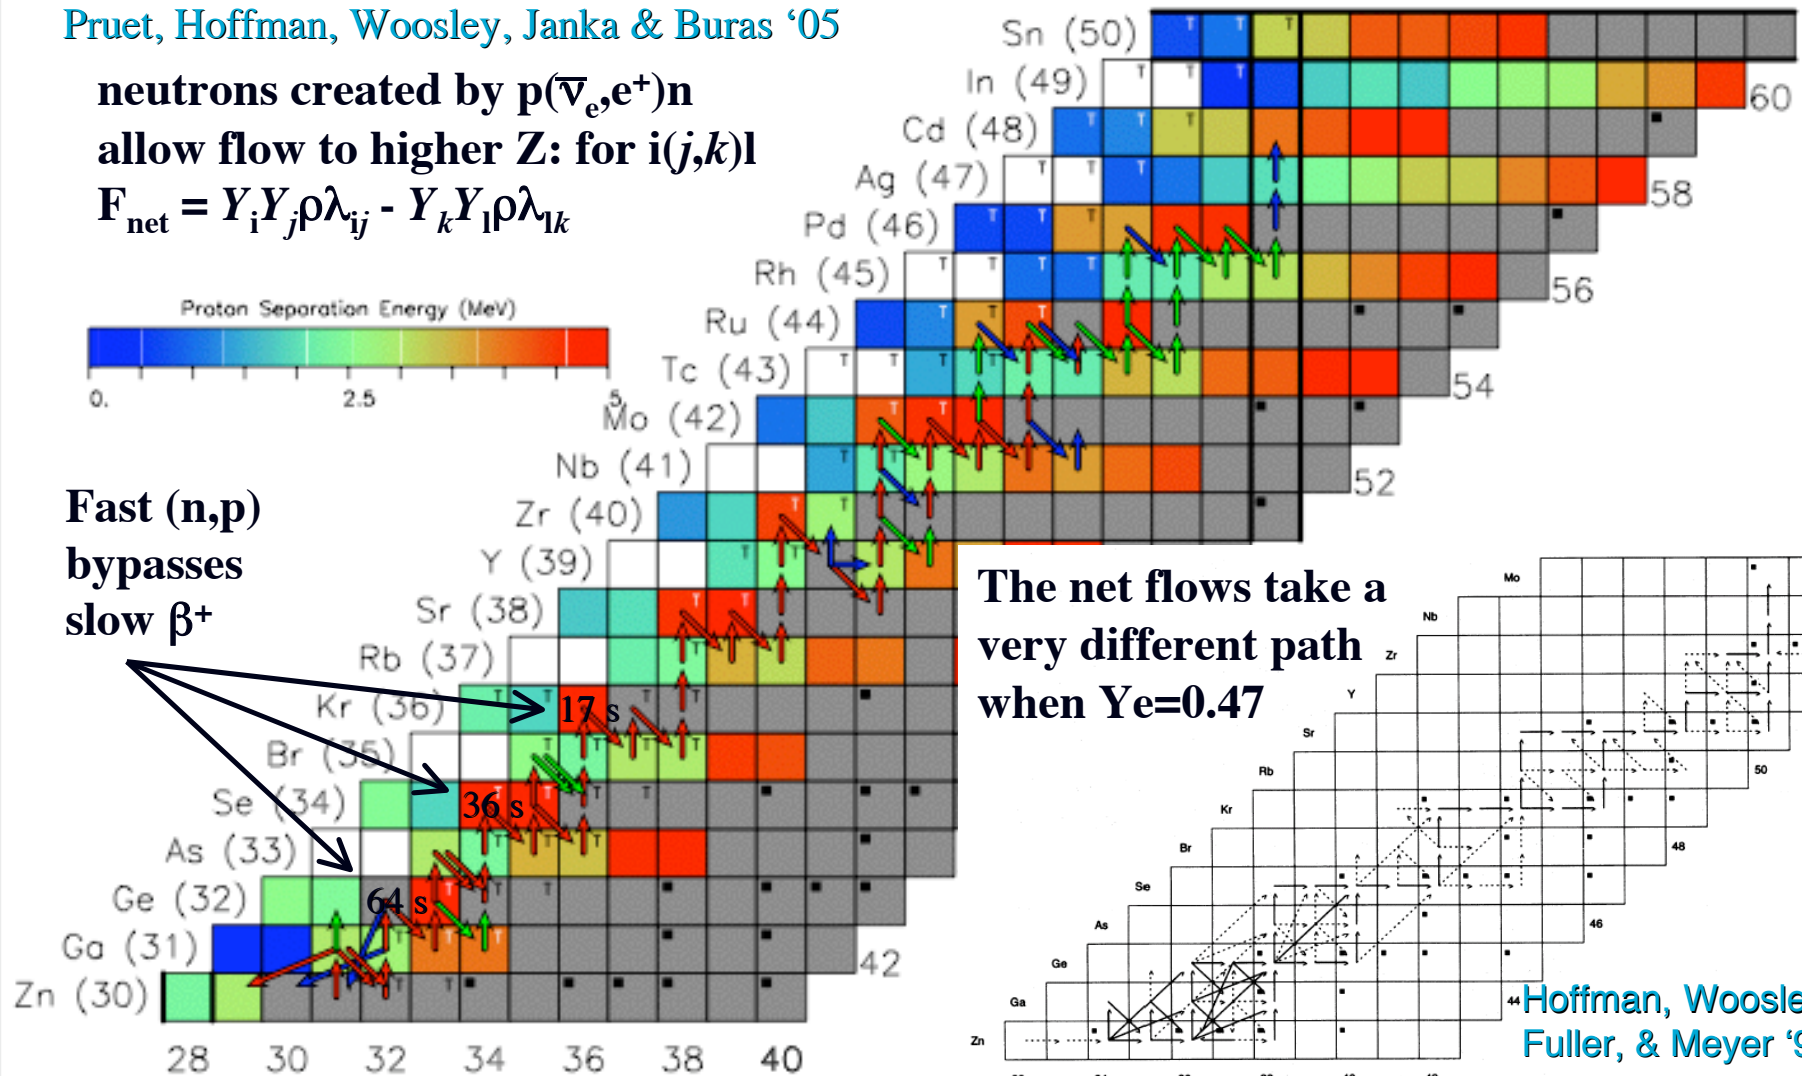 Pruet, Hoffman, Woosley, Janka & Buras ‘05
neutrons created by p(ν̅e,e+)n
allow flow to higher Z: for i(j,k)l
Fnet = YiYjρλij - YkYlρλlk
Proton Separation Energy (MeV)
0. 2.5 5.
Fast (n,p)
bypasses
slow β+
Sn (50)
In (49)
60
Cd (48)
Ag (47)
58
Pd (46)
Rh (45)
56
Ru (44)
Tc (43)
54
Mo (42)
Nb (41)
52
Zr (40)
Y (39)
Sr (38)
Rb (37)
Kr (36)
17 s
Br (35)
Se (34)
36 s
As (33)
Ge (32)
64 s
Ga (31)
42
Zn (30)
28 30 32 34 36 38 40
The net flows take a
very different path
when Ye=0.47
Mo
Nb
Zr
Y
Sr
Rb
50
Kr
Br
48
Se
As
46
Ge
Ga
44
Zn
Hoffman, Woosle
Fuller, & Meyer ‘9